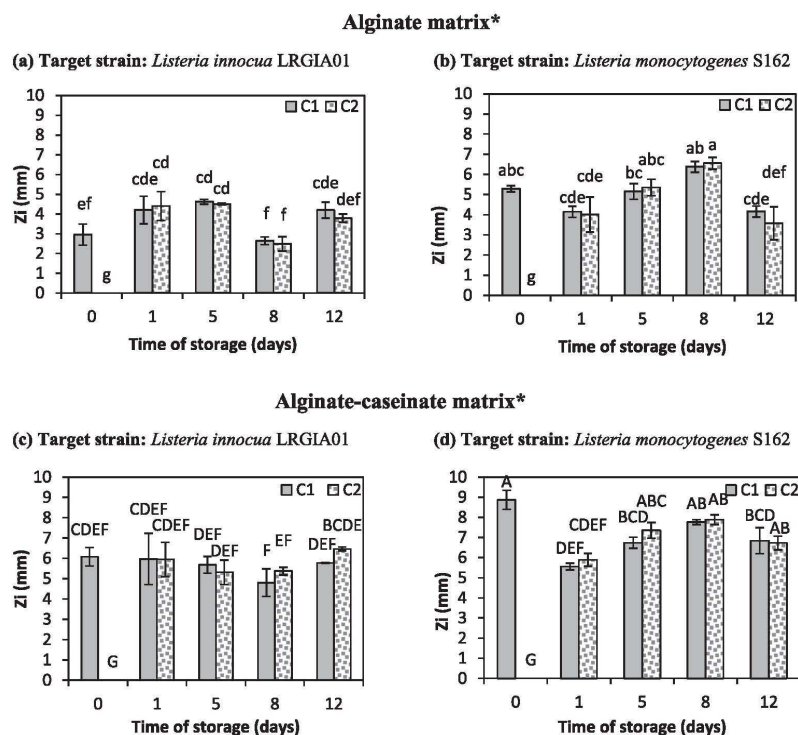 Alginate matrix*
(a) Target strain: Listeria innocua LRGIA01
10
9
8
7
6
5
4
3
2
1
0
Zi (mm)
C1 C2
ef
g
cde
cd
cd
cd
f
f
cde
def
0 1 5 8 12
Time of storage (days)
(b) Target strain: Listeria monocytogenes S162
10
9
8
7
6
5
4
3
2
1
0
Zi (mm)
C1 C2
abc
g
cde
cde
bc
abc
ab
a
cde
def
0 1 5 8 12
Time of storage (days)
Alginate-caseinate matrix*
(c) Target strain: Listeria innocua LRGIA01
10
9
8
7
6
5
4
3
2
1
0
Zi (mm)
C1 C2
CDEF
G
CDEF
CDEF
DEF
DEF
F
EF
DEF
BCDE
0 1 5 8 12
Time of storage (days)
(d) Target strain: Listeria monocytogenes S162
10
9
8
7
6
5
4
3
2
1
0
Zi (mm)
C1 C2
A
G
DEF
CDEF
BCD
ABC
AB
AB
BCD
AB
0 1 5 8 12
Time of storage (days)